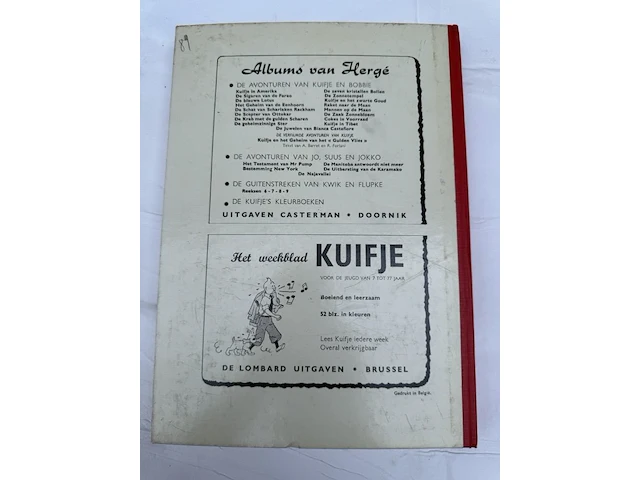 89
Albums van Hergé
DE AVONTUREN VAN KUIFJE EN BOBBIE
Kuifje in Amerika
De Sigaren van de Farao
De blauwe Lotus
Het Geheim van de Eenhoorn
De Schat van Scharlaken Rackham
De Scepter van Ottokar
De Krab met de gulden Scharen
De geheimzinnige Ster
De zeven kristallen Bollen
De Zonnetempel
Kuifje en het zwarte Goud
Raket naar de Maan
Mannen op de Maan
De Zaak Zonnebloem
Cokes in Voorraad
Kuifje in Tibet
De Juwelen van Bianca Castafiore
DE VERFILMDE AVONTUREN VAN KUIFJE
Kuifje en het Geheim van het « Gulden Vlies »
Tekst van A. Barret en R. Forlani
DE AVONTUREN VAN JO, SUUS EN JOKKO
Het Testament van Mr Pump
Bestemming New York
De Manitoba antwoordt niet meer
De Uitbarsting van de Karamako
De Najavallei
DE GUITENSTREKEN VAN KWIK EN FLUPKE
Reeksen 6 - 7 - 8 - 9
DE KUIFJE'S KLEURBOEKEN
UITGAVEN CASTERMAN • DOORNIK
Het weekblad KUIFJE
VOOR DE JEUGD VAN 7 TOT 77 JAAR
Boeiend en leerzaam
52 blz. in kleuren
Lees Kuifje iedere week
Overal verkrijgbaar
DE LOMBARD UITGAVEN • BRUSSEL
Gedrukt in België.